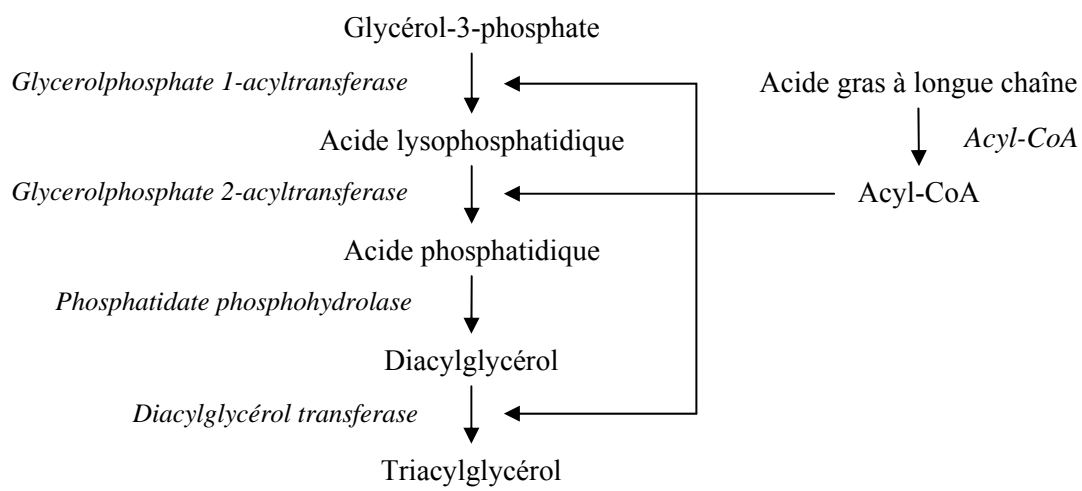 Glycérol-3-phosphate
Glycerolphosphate 1-acyltransferase
Acide gras à longue chaîne
Acide lysophosphatidique
Acyl-CoA
Glycerolphosphate 2-acyltransferase
Acyl-CoA
Acide phosphatidique
Phosphatidate phosphohydrolase
Diacylglycérol
Diacylglycérol transferase
Triacylglycérol